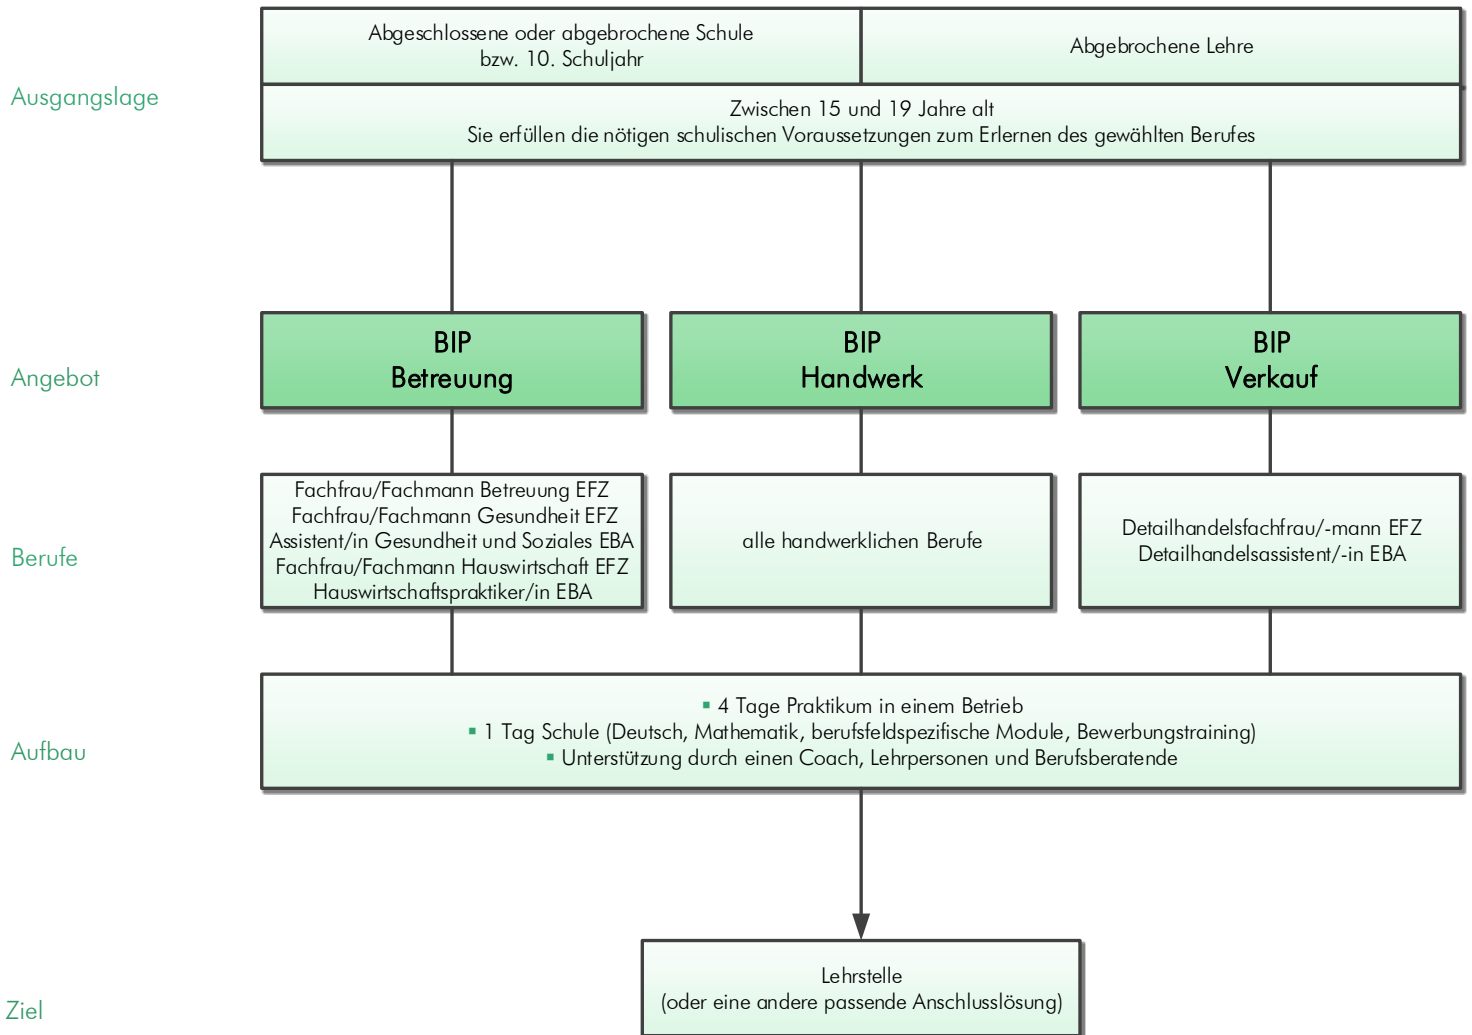 Ausgangslage
Abgeschlossene oder abgebrochene Schule
bzw. 10. Schuljahr
Abgebrochene Lehre
Zwischen 15 und 19 Jahre alt
Sie erfüllen die nötigen schulischen Voraussetzungen zum Erlernen des gewählten Berufes
Angebot
BIP
Betreuung
BIP
Handwerk
BIP
Verkauf
Berufe
Fachfrau/Fachmann Betreuung EFZ
Fachfrau/Fachmann Gesundheit EFZ
Assistent/in Gesundheit und Soziales EBA
Fachfrau/Fachmann Hauswirtschaft EFZ
Hauswirtschaftspraktiker/in EBA
alle handwerklichen Berufe
Detailhandelsfachfrau/-mann EFZ
Detailhandelsassistent/-in EBA
Aufbau
▪ 4 Tage Praktikum in einem Betrieb
▪ 1 Tag Schule (Deutsch, Mathematik, berufsfeldspezifische Module, Bewerbungstraining)
▪ Unterstützung durch einen Coach, Lehrpersonen und Berufsberatende
Ziel
Lehrstelle
(oder eine andere passende Anschlusslösung)